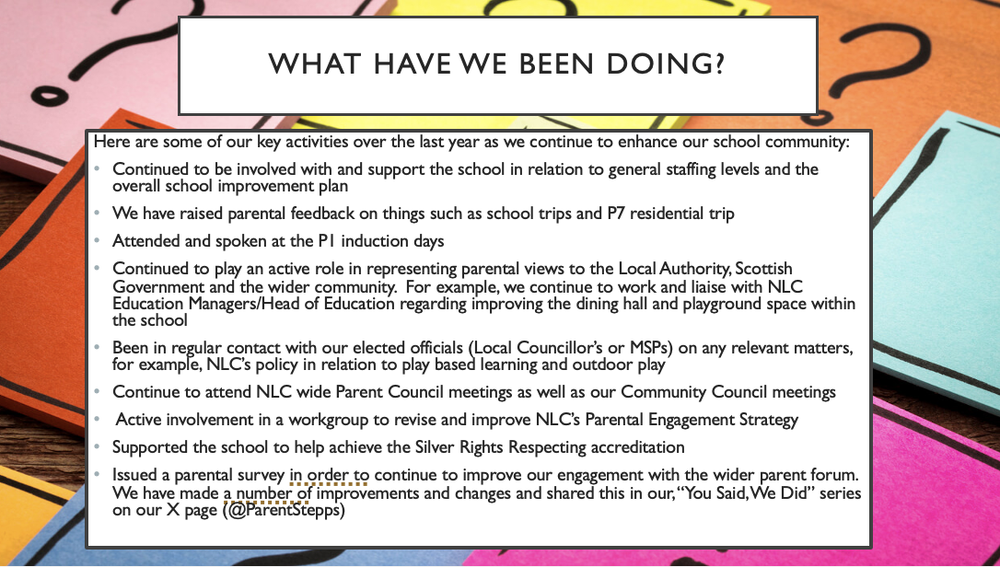 WHAT HAVE WE BEEN DOING?
Here are some of our key activities over the last year as we continue to enhance our school community:
• Continued to be involved with and support the school in relation to general staffing levels and the
overall school improvement plan
• We have raised parental feedback on things such as school trips and P7 residential trip
• Attended and spoken at the P1 induction days
• Continued to play an active role in representing parental views to the Local Authority, Scottish
Government and the wider community.  For example, we continue to work and liaise with NLC
Education Managers/Head of Education regarding improving the dining hall and playground space within
the school
• Been in regular contact with our elected officials (Local Councillor's or MSPs) on any relevant matters,
for example, NLC's policy in relation to play based learning and outdoor play
• Continue to attend NLC wide Parent Council meetings as well as our Community Council meetings
• Active involvement in a workgroup to revise and improve NLC's Parental Engagement Strategy
• Supported the school to help achieve the Silver Rights Respecting accreditation
• Issued a parental survey in order to continue to improve our engagement with the wider parent forum.
We have made a number of improvements and changes and shared this in our, “You Said, We Did” series
on our X page (@ParentStepps)